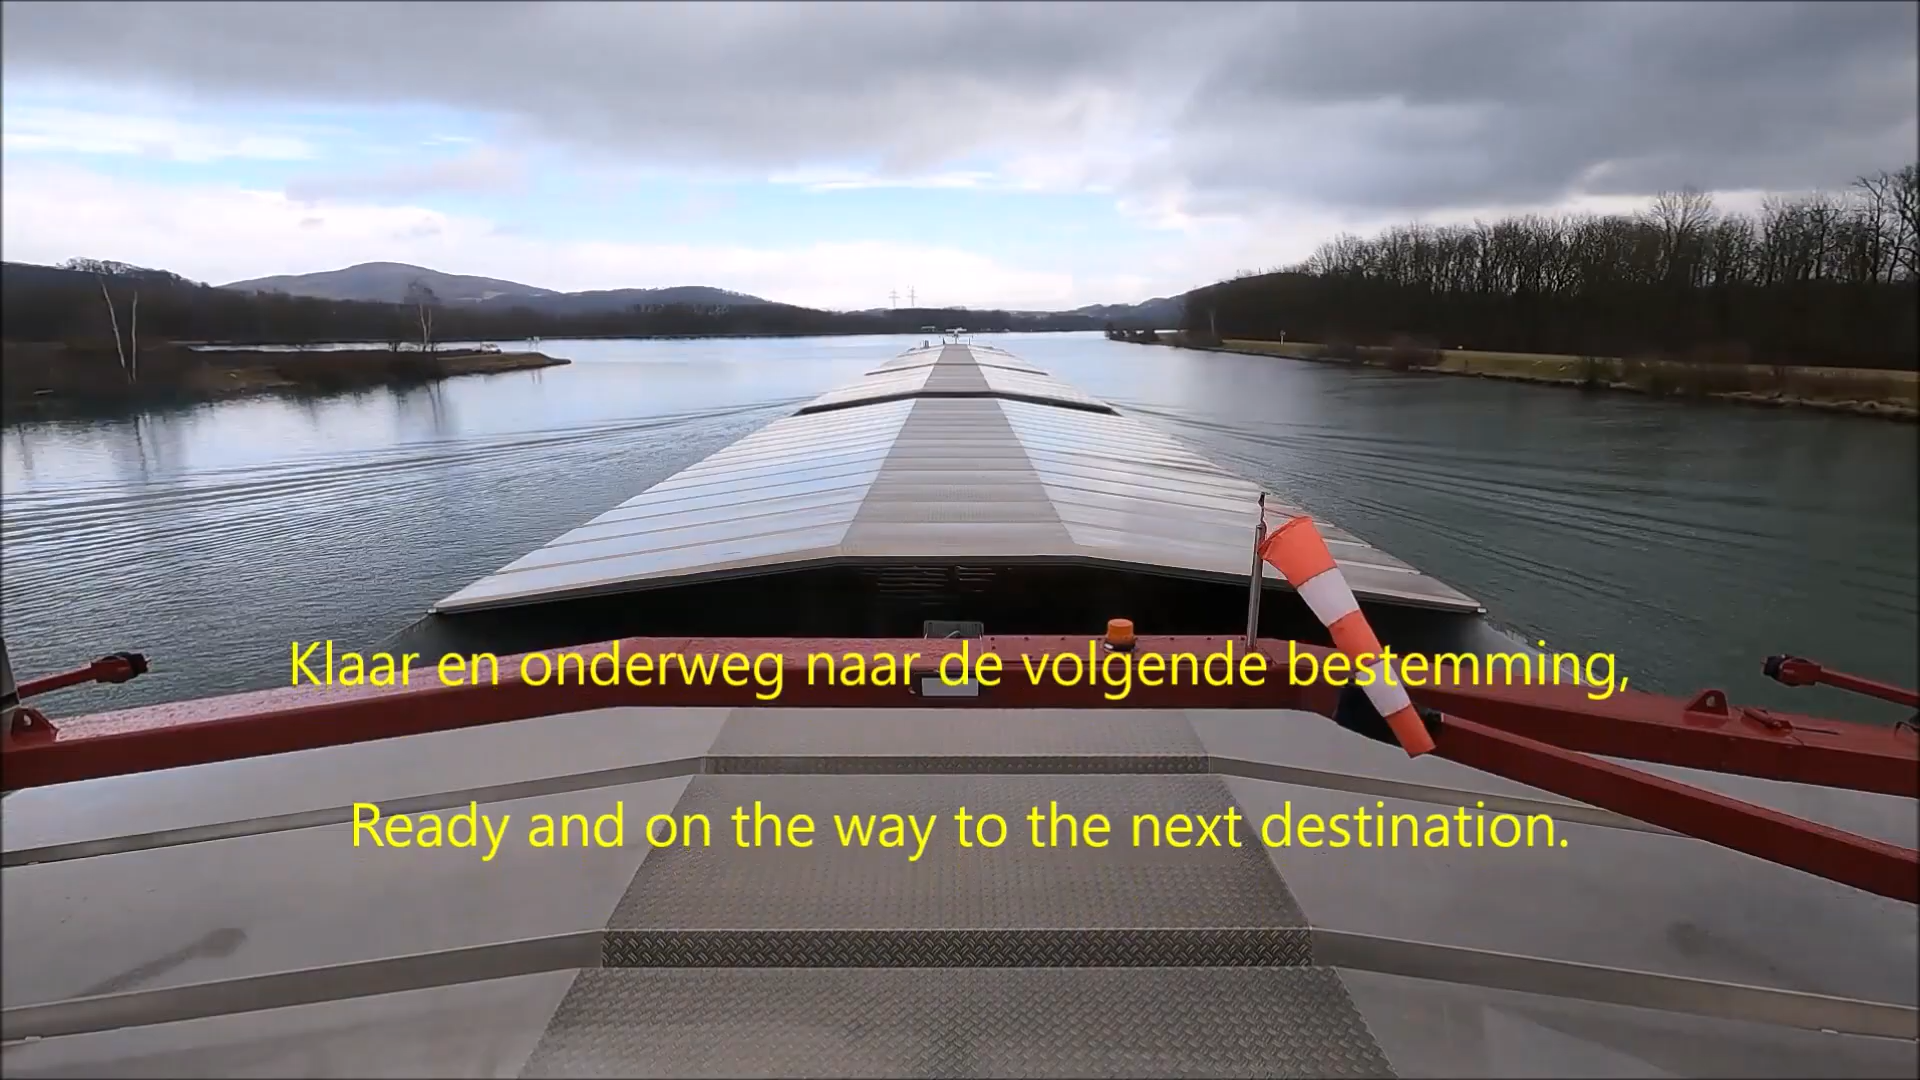 Klaar en onderweg naar de volgende bestemming,
Ready and on the way to the next destination.